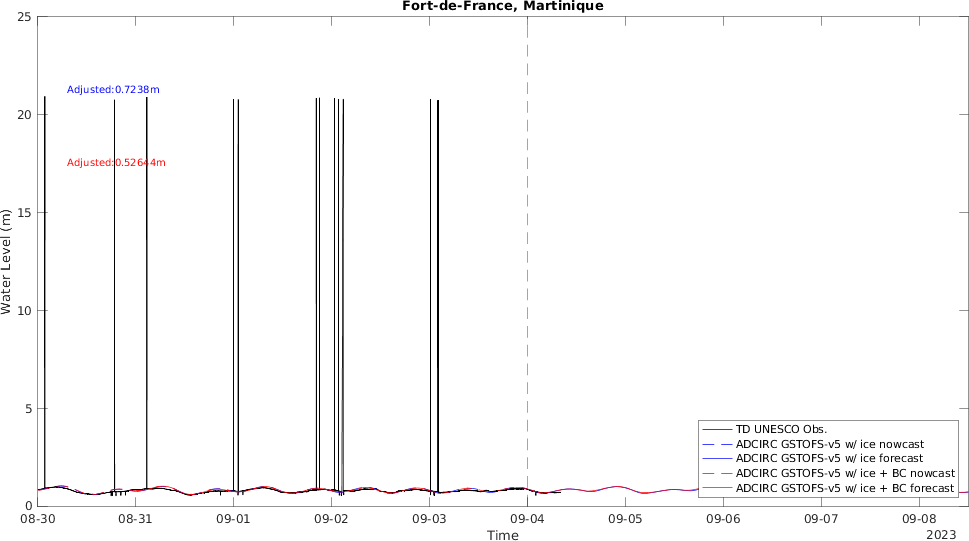 Fort-de-France, Martinique
25
20
15
10
5
0
Water Level (m)
Adjusted:0.7238m
Adjusted:0.52644m
TD UNESCO Obs.
ADCIRC GSTOFS-v5 w/ ice nowcast
ADCIRC GSTOFS-v5 w/ ice forecast
ADCIRC GSTOFS-v5 w/ ice + BC nowcast
ADCIRC GSTOFS-v5 w/ ice + BC forecast
08-30 08-31 09-01 09-02 09-03 09-04 09-05 09-06 09-07 09-08
Time
2023